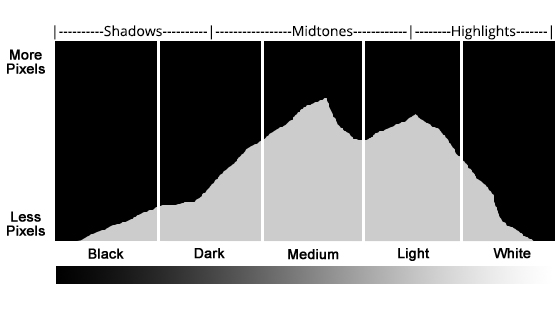 |-----------Shadows-----------|-------------------Midtones--------------|--------Highlights-------|
More
Pixels
Less
Pixels
Black Dark Medium Light White